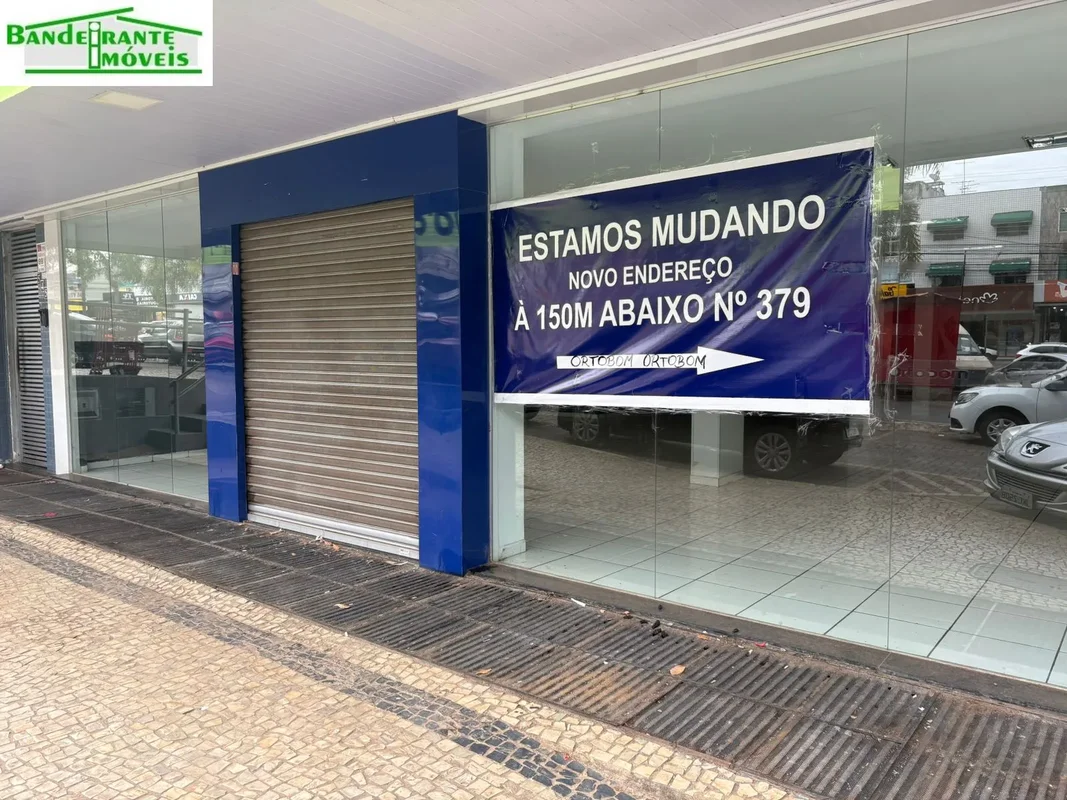 BANDEIRANTE
IMÓVEIS
ESTAMOS MUDANDO
NOVO ENDEREÇO
À 150M ABAIXO Nº 379
ORTOBOM ORTOBOM